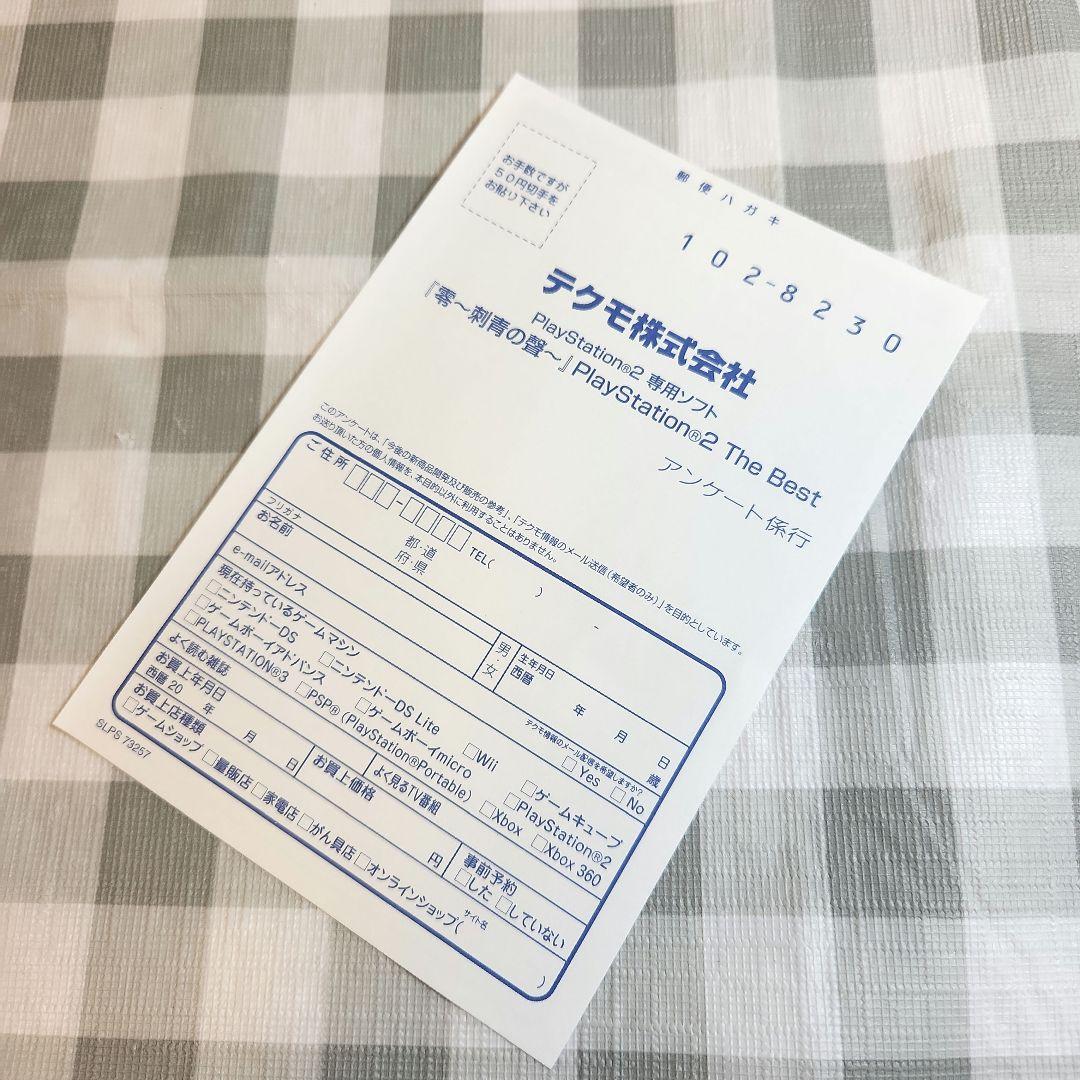 郵便ハガキ
お手数ですが
50円切手を
お貼り下さい
102-8230
テクモ株式会社
PlayStation®2 専用ソフト
『零～刺青の聲～』PlayStation®2 The Best
アンケート係行
このアンケートは、「今後の新商品開発及び販売の参考」、「テクモ情報のメール送信(希望者のみ)」を目的としています。
お送り頂いた方の個人情報を、本目的以外に利用することはありません。
ご住所 □□□-□□□□ TEL( ) -
都・道
府・県
フリガナ
お名前
男・女
生年月日
西暦 年 月 日 歳
e-mailアドレス
テクモ情報のメール配信を希望しますか?
□Yes □No
現在持っているゲームマシン
□ニンテンドーDS □ニンテンドーDS Lite □Wii □ゲームキューブ
□ゲームボーイアドバンス □ゲームボーイmicro □PlayStation®2
□PLAYSTATION®3 □PSP®(PlayStation®Portable) □Xbox □Xbox 360
よく読む雑誌
よく見るTV番組
お買上年月日
西暦 20 年 月 日
お買上価格
円
事前予約
□した □していない
お買上店種類
□ゲームショップ □量販店 □家電店 □がん具店 □オンラインショップ(サイト名 )
SLPS 73257